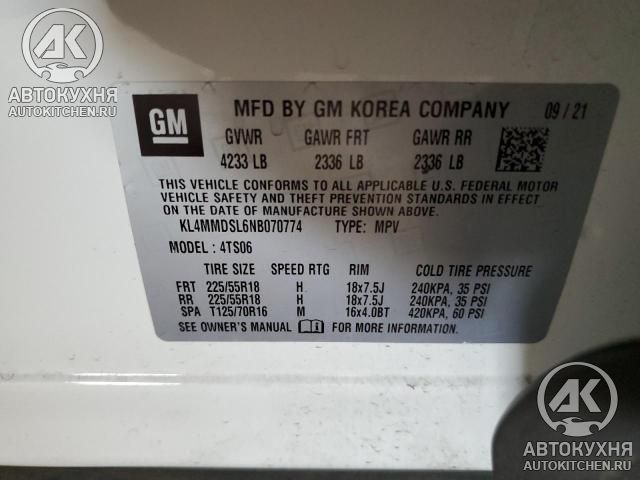 AK
АВТОКУХНЯ
AUTOKITCHEN.RU
GM
MFD BY GM KOREA COMPANY 09 / 21
GVWR GAWR FRT GAWR RR
4233 LB 2336 LB 2336 LB
THIS VEHICLE CONFORMS TO ALL APPLICABLE U.S. FEDERAL MOTOR
VEHICLE SAFETY AND THEFT PREVENTION STANDARDS IN EFFECT
ON THE DATE OF MANUFACTURE SHOWN ABOVE.
KL4MMDSL6NB070774 TYPE: MPV
MODEL : 4TS06
TIRE SIZE SPEED RTG RIM COLD TIRE PRESSURE
FRT 225/55R18 H 18x7.5J 240KPA, 35 PSI
RR 225/55R18 H 18x7.5J 240KPA, 35 PSI
SPA T125/70R16 M 16x4.0BT 420KPA, 60 PSI
SEE OWNER'S MANUAL FOR MORE INFORMATION.
AK
АВТОКУХНЯ
AUTOKITCHEN.RU